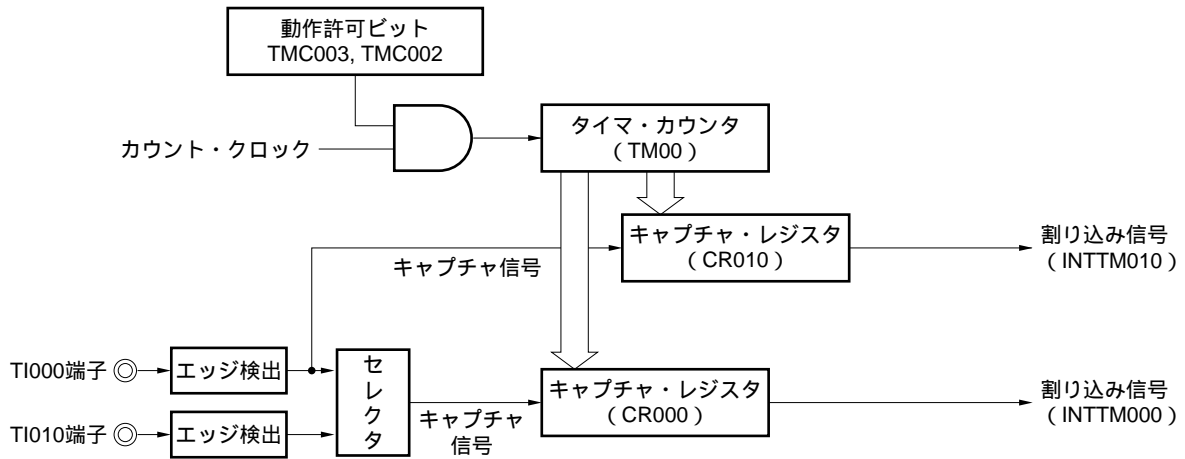 動作許可ビット
TMC003, TMC002
カウント・クロック
タイマ・カウンタ
（TM00）
キャプチャ・レジスタ
（CR010）
割り込み信号
（INTTM010）
キャプチャ信号
TI000端子
エッジ検出
セレクタ
キャプチャ・レジスタ
（CR000）
割り込み信号
（INTTM000）
キャプチャ
信号
TI010端子
エッジ検出